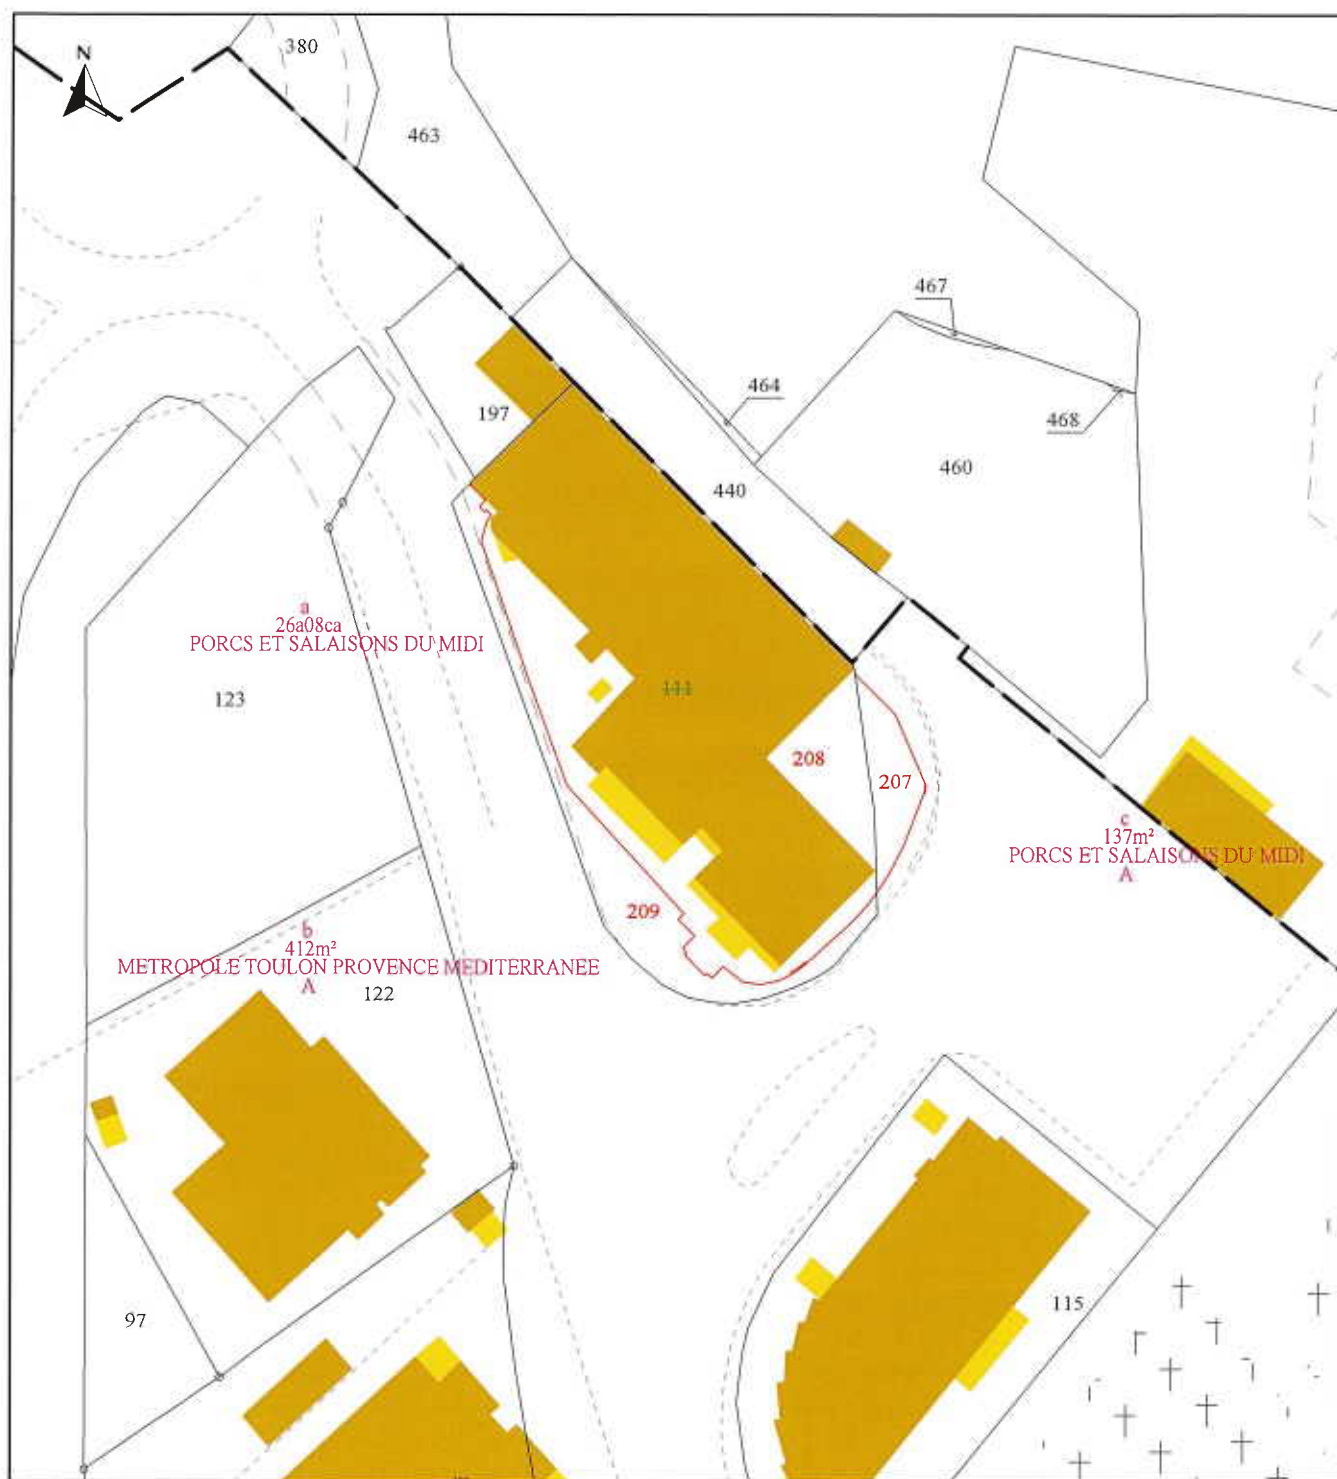 N
380
463
467
464
197
468
460
440
a
26a08ca
PORCS ET SALAISONS DU MIDI
123
111
208
207
c
137m²
PORCS ET SALAISONS DU MIDI
A
209
b
412m²
METROPOLE TOULON PROVENCE MEDITERRANEE
A
122
115
97